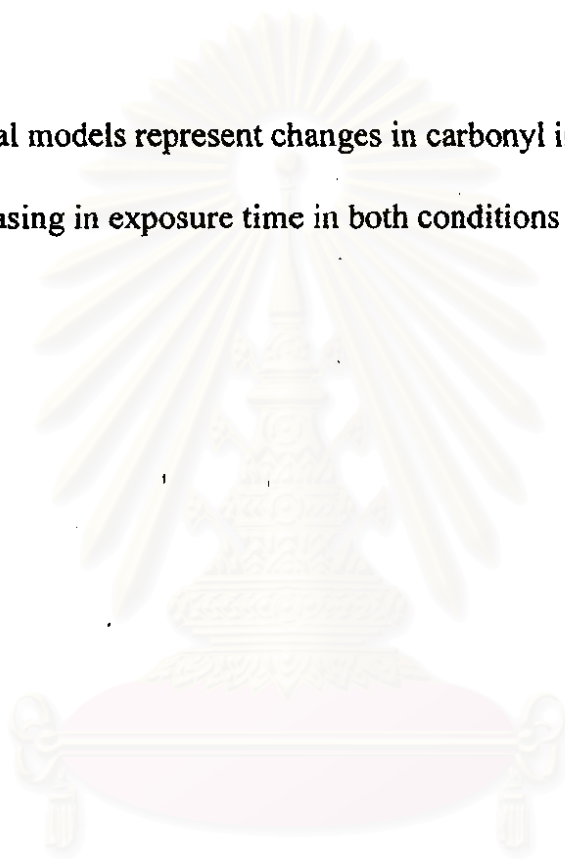 al models represent changes in carbonyl i
asing in exposure time in both conditions